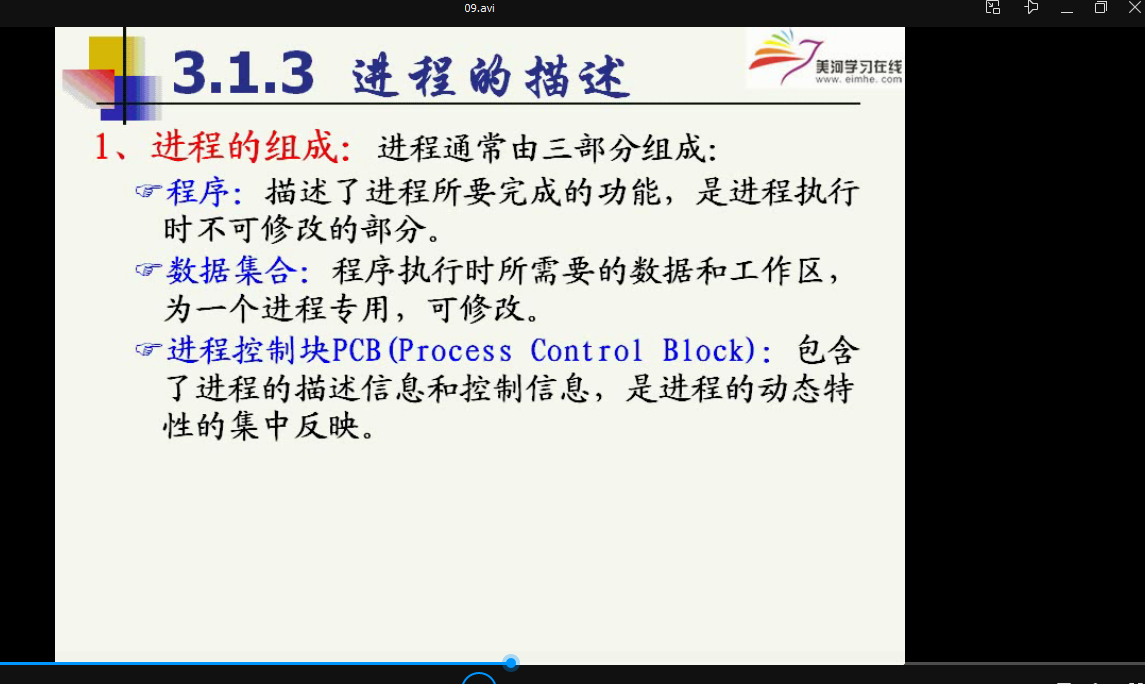 09.avi
3.1.3 进程的描述
美河学习在线
www.eimhe.com
1、进程的组成：进程通常由三部分组成：
☞程序：描述了进程所要完成的功能，是进程执行
时不可修改的部分。
☞数据集合：程序执行时所需要的数据和工作区，
为一个进程专用，可修改。
☞进程控制块PCB(Process Control Block)：包含
了进程的描述信息和控制信息，是进程的动态特
性的集中反映。